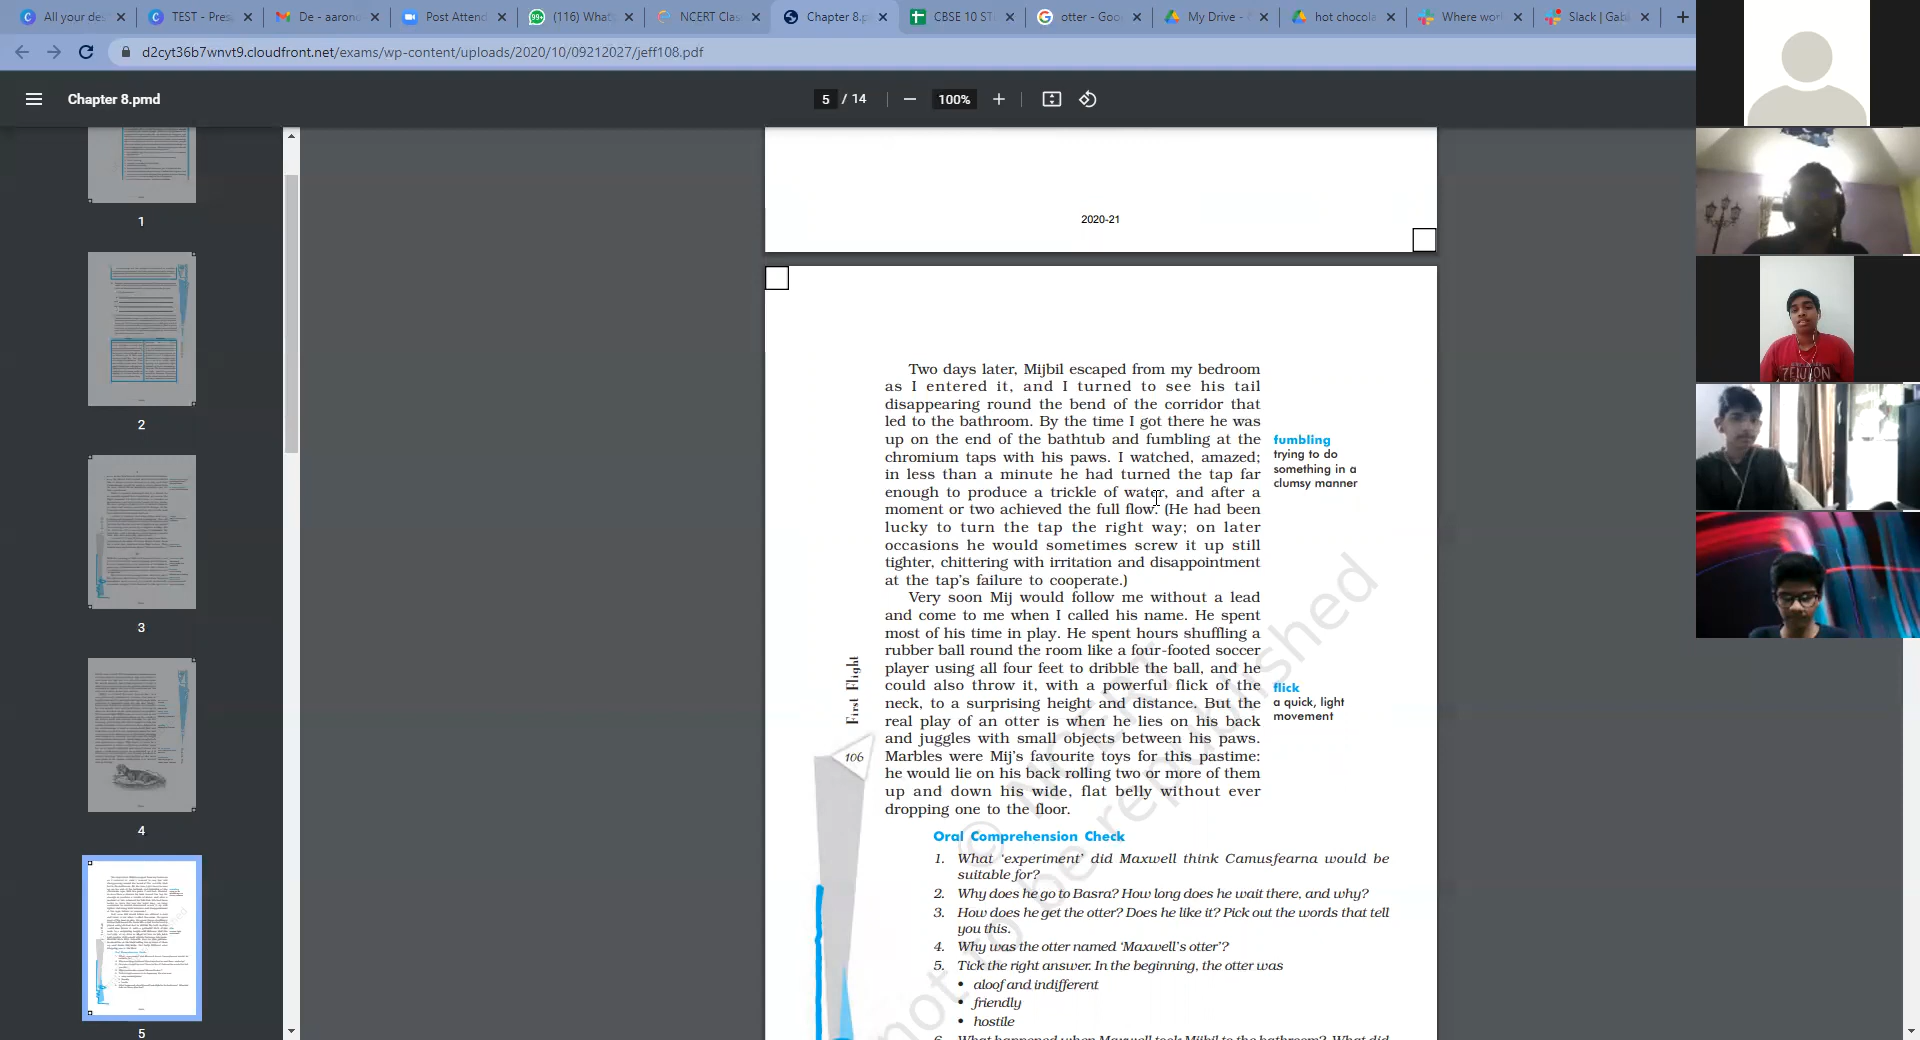 All your des
TEST - Pres
De - aaron
Post Attend
(116) What
NCERT Clas
Chapter 8.p
CBSE 10 ST
otter - Goo
My Drive -
hot chocola
Where wor
Slack | Gab
d2cyt36b7wnvt9.cloudfront.net/exams/wp-content/uploads/2020/10/09212027/jeff108.pdf
Chapter 8.pmd
5 / 14
100%
1
2
3
4
5
2020-21
Two days later, Mijbil escaped from my bedroom
as I entered it, and I turned to see his tail
disappearing round the bend of the corridor that
led to the bathroom. By the time I got there he was
up on the end of the bathtub and fumbling at the
chromium taps with his paws. I watched, amazed;
in less than a minute he had turned the tap far
enough to produce a trickle of water, and after a
moment or two achieved the full flow. (He had been
lucky to turn the tap the right way; on later
occasions he would sometimes screw it up still
tighter, chittering with irritation and disappointment
at the tap's failure to cooperate.)
fumbling
trying to do
something in a
clumsy manner
Very soon Mij would follow me without a lead
and come to me when I called his name. He spent
most of his time in play. He spent hours shuffling a
rubber ball round the room like a four-footed soccer
player using all four feet to dribble the ball, and he
could also throw it, with a powerful flick of the
neck, to a surprising height and distance. But the
real play of an otter is when he lies on his back
and juggles with small objects between his paws.
Marbles were Mij's favourite toys for this pastime:
he would lie on his back rolling two or more of them
up and down his wide, flat belly without ever
dropping one to the floor.
flick
a quick, light
movement
First Flight
106
Oral Comprehension Check
1. What 'experiment' did Maxwell think Camusfearna would be
suitable for?
2. Why does he go to Basra? How long does he wait there, and why?
3. How does he get the otter? Does he like it? Pick out the words that tell
you this.
4. Why was the otter named 'Maxwell's otter'?
5. Tick the right answer. In the beginning, the otter was
• aloof and indifferent
• friendly
• hostile
6. What happened when Maxwell took Mijbil to the bathroom? What did
© NCERT
not to be republished